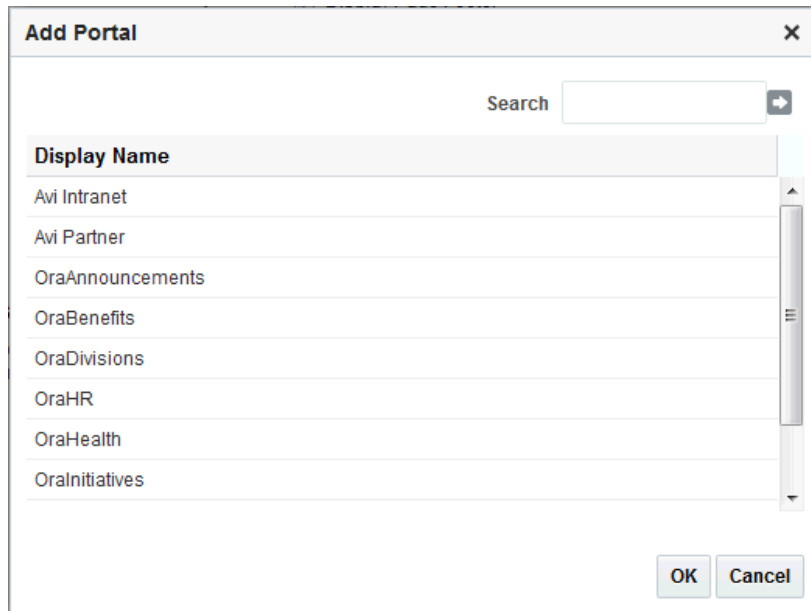 Add Portal
Search
Display Name
Avi Intranet
Avi Partner
OraAnnouncements
OraBenefits
OraDivisions
OraHR
OraHealth
OraInitiatives
OK Cancel